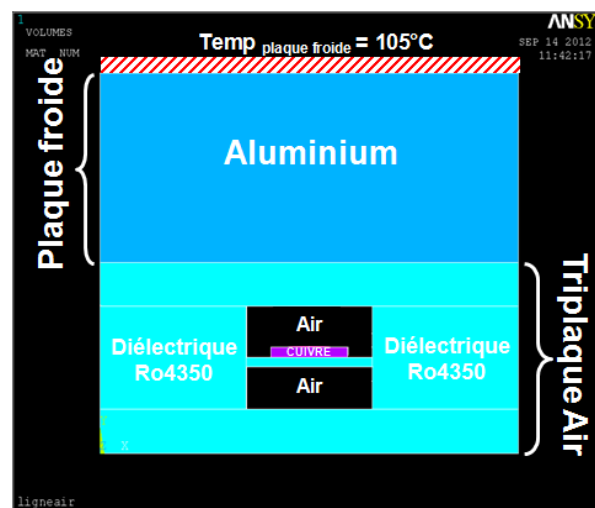 1
VOLUMES
MAT NUM
ANSY
SEP 14 2012
11:42:17
Temp plaque froide = 105°C
Plaque froide
Aluminium
Triplaque Air
Air
CUIVRE
Diélectrique
Ro4350
Diélectrique
Ro4350
Air
Y
Z X
ligneair